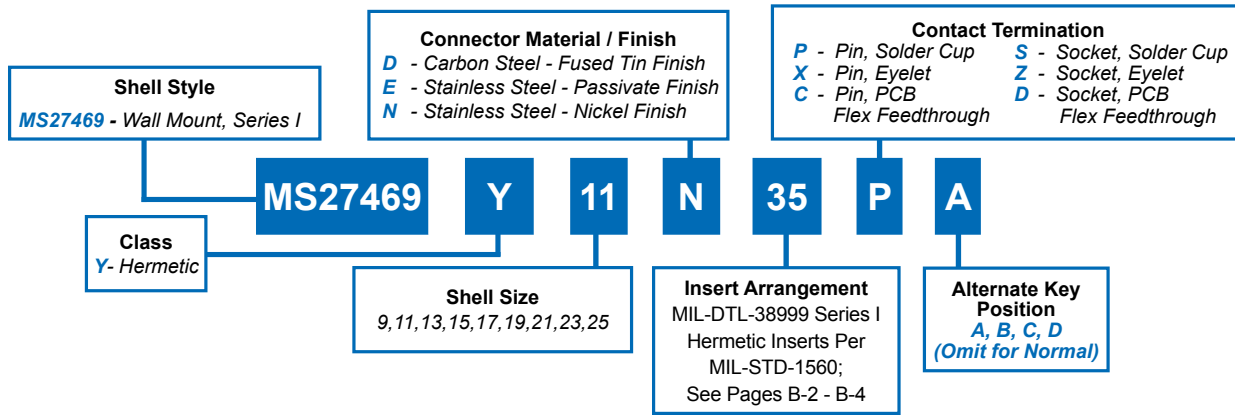 Shell Style
MS27469 - Wall Mount, Series I
Connector Material / Finish
D - Carbon Steel - Fused Tin Finish
E - Stainless Steel - Passivate Finish
N - Stainless Steel - Nickel Finish
Contact Termination
P - Pin, Solder Cup
X - Pin, Eyelet
C - Pin, PCB
Flex Feedthrough
S - Socket, Solder Cup
Z - Socket, Eyelet
D - Socket, PCB
Flex Feedthrough
MS27469 Y 11 N 35 P A
Class
Y- Hermetic
Shell Size
9,11,13,15,17,19,21,23,25
Insert Arrangement
MIL-DTL-38999 Series I
Hermetic Inserts Per
MIL-STD-1560;
See Pages B-2 - B-4
Alternate Key
Position
A, B, C, D
(Omit for Normal)